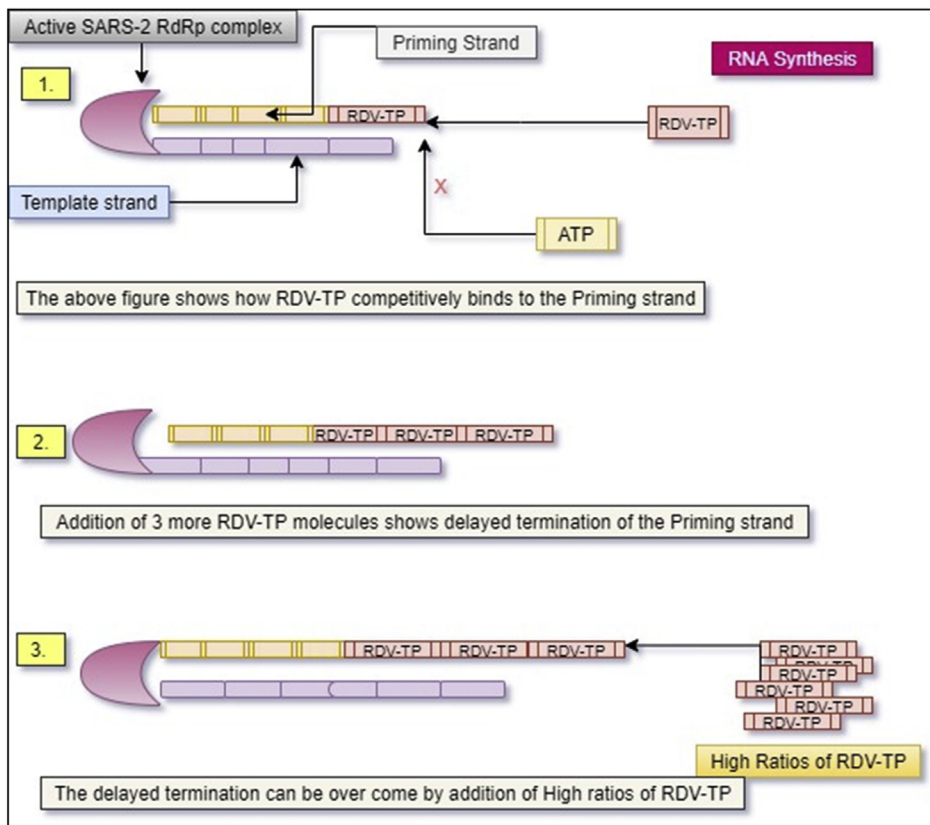 Active SARS-2 RdRp complex
Priming Strand
RNA Synthesis
1.
RDV-TP
RDV-TP
Template strand
X
ATP
The above figure shows how RDV-TP competitively binds to the Priming strand
2.
RDV-TP RDV-TP RDV-TP
Addition of 3 more RDV-TP molecules shows delayed termination of the Priming strand
3.
RDV-TP RDV-TP RDV-TP
RDV-TP
RDV-TP
RDV-TP
RDV-TP
RDV-TP
RDV-TP
High Ratios of RDV-TP
The delayed termination can be over come by addition of High ratios of RDV-TP